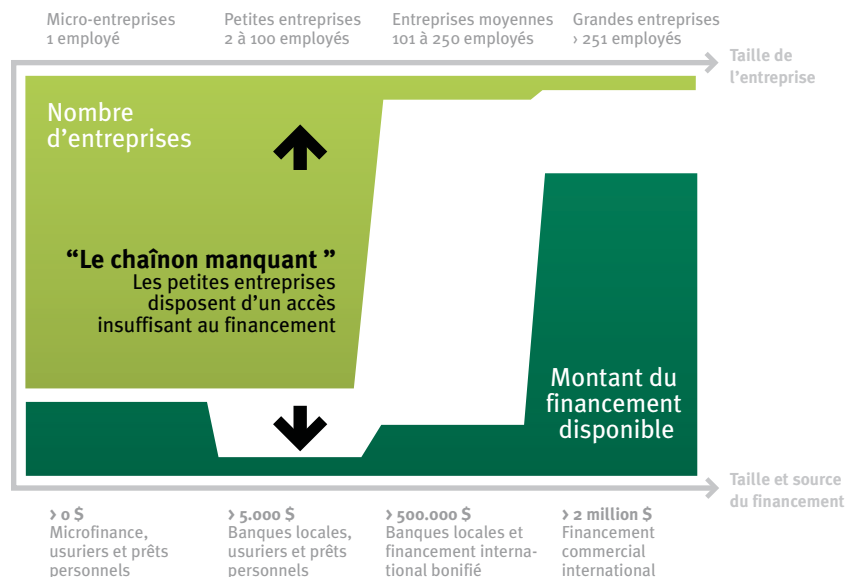 Micro-entreprises
1 employé
Petites entreprises
2 à 100 employés
Entreprises moyennes
101 à 250 employés
Grandes entreprises
› 251 employés
Taille de
l’entreprise
Nombre
d’entreprises
“Le chaînon manquant ”
Les petites entreprises
disposent d’un accès
insuffisant au financement
Montant du
financement
disponible
Taille et source
du financement
› 0 $
Microfinance,
usuriers et prêts
personnels
› 5.000 $
Banques locales,
usuriers et prêts
personnels
› 500.000 $
Banques locales et
financement interna-
tional bonifié
› 2 million $
Financement
commercial
international